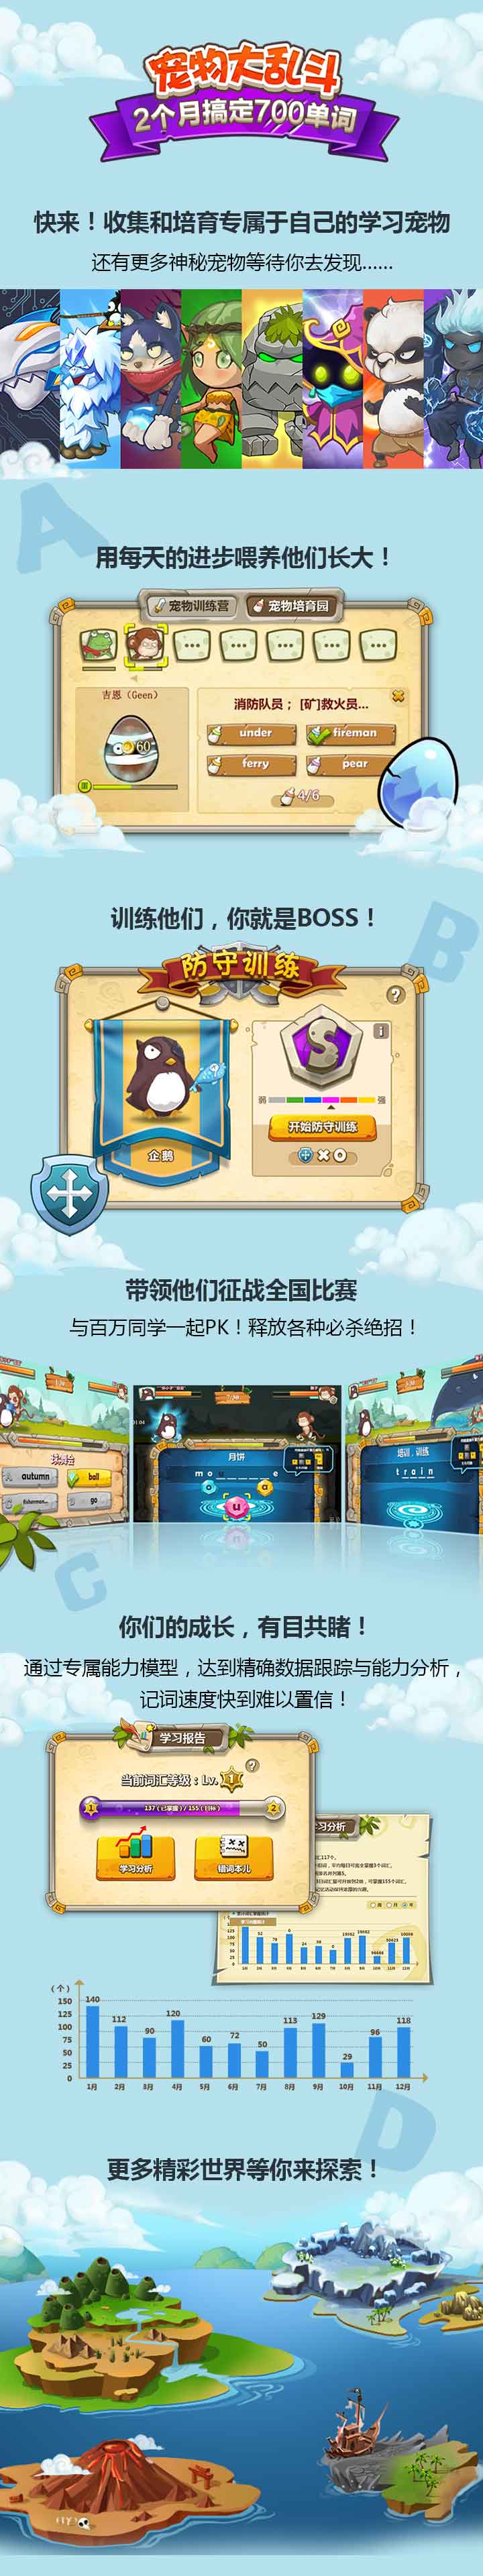 宠物大乱斗
2个月搞定700单词
快来！收集和培育专属于自己的学习宠物
还有更多神秘宠物等待你去发现......
A
用每天的进步喂养他们长大！
宠物训练营
宠物培育园
吉恩（Geen）
消防队员； [矿]救火员...
60
under
fireman
ferry
pear
4/6
训练他们，你就是BOSS！
B
防守训练
?
S
i
弱
强
开始防守训练
×0
企鹅
带领他们征战全国比赛
与百万同学一起PK！释放各种必杀绝招！
autumn
ball
fisherman...
go
月饼
m o _ _ _ _ e
o
u
a
培训，训练
t r a i n
C
你们的成长，有目共睹！
通过专属能力模型，达到精确数据跟踪与能力分析，
记词速度快到难以置信！
学习报告
当前词汇等级：Lv. 1
?
1
137（已掌握）/ 155（目标）
2
学习分析
错词本儿
学习分析
（个）
150
125
100
75
50
25
0
140
112
90
120
60
72
50
113
129
29
96
118
1月
2月
3月
4月
5月
6月
7月
8月
9月
10月
11月
12月
D
更多精彩世界等你来探索！